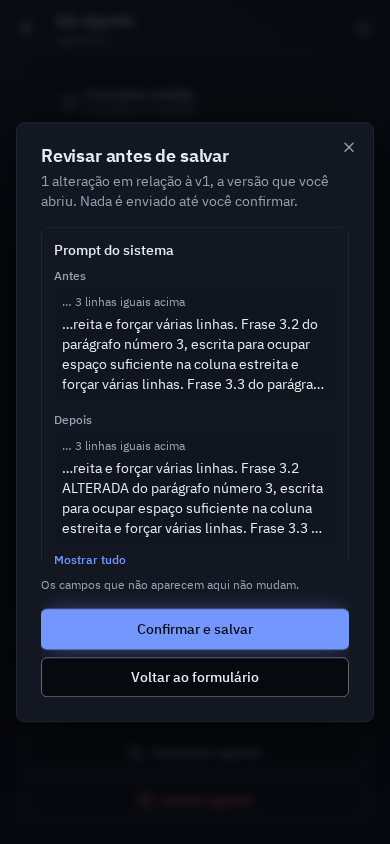 Revisar antes de salvar
1 alteração em relação à v1, a versão que você
abriu. Nada é enviado até você confirmar.
Prompt do sistema
Antes
... 3 linhas iguais acima
...reita e forçar várias linhas. Frase 3.2 do
parágrafo número 3, escrita para ocupar
espaço suficiente na coluna estreita e
forçar várias linhas. Frase 3.3 do parágra...
Depois
... 3 linhas iguais acima
...reita e forçar várias linhas. Frase 3.2
ALTERADA do parágrafo número 3, escrita
para ocupar espaço suficiente na coluna
estreita e forçar várias linhas. Frase 3.3 ...
Mostrar tudo
Os campos que não aparecem aqui não mudam.
Confirmar e salvar
Voltar ao formulário